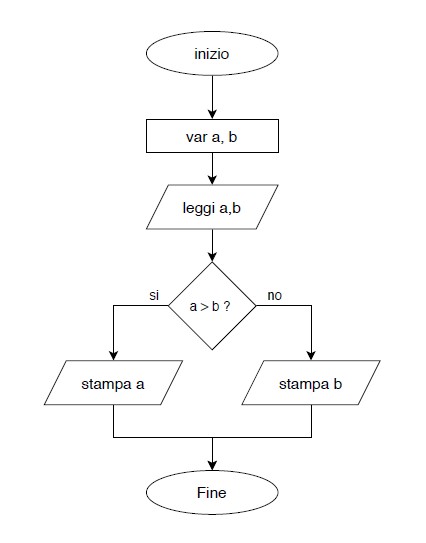 inizio
var a, b
leggi a,b
si
no
a > b ?
stampa a
stampa b
Fine